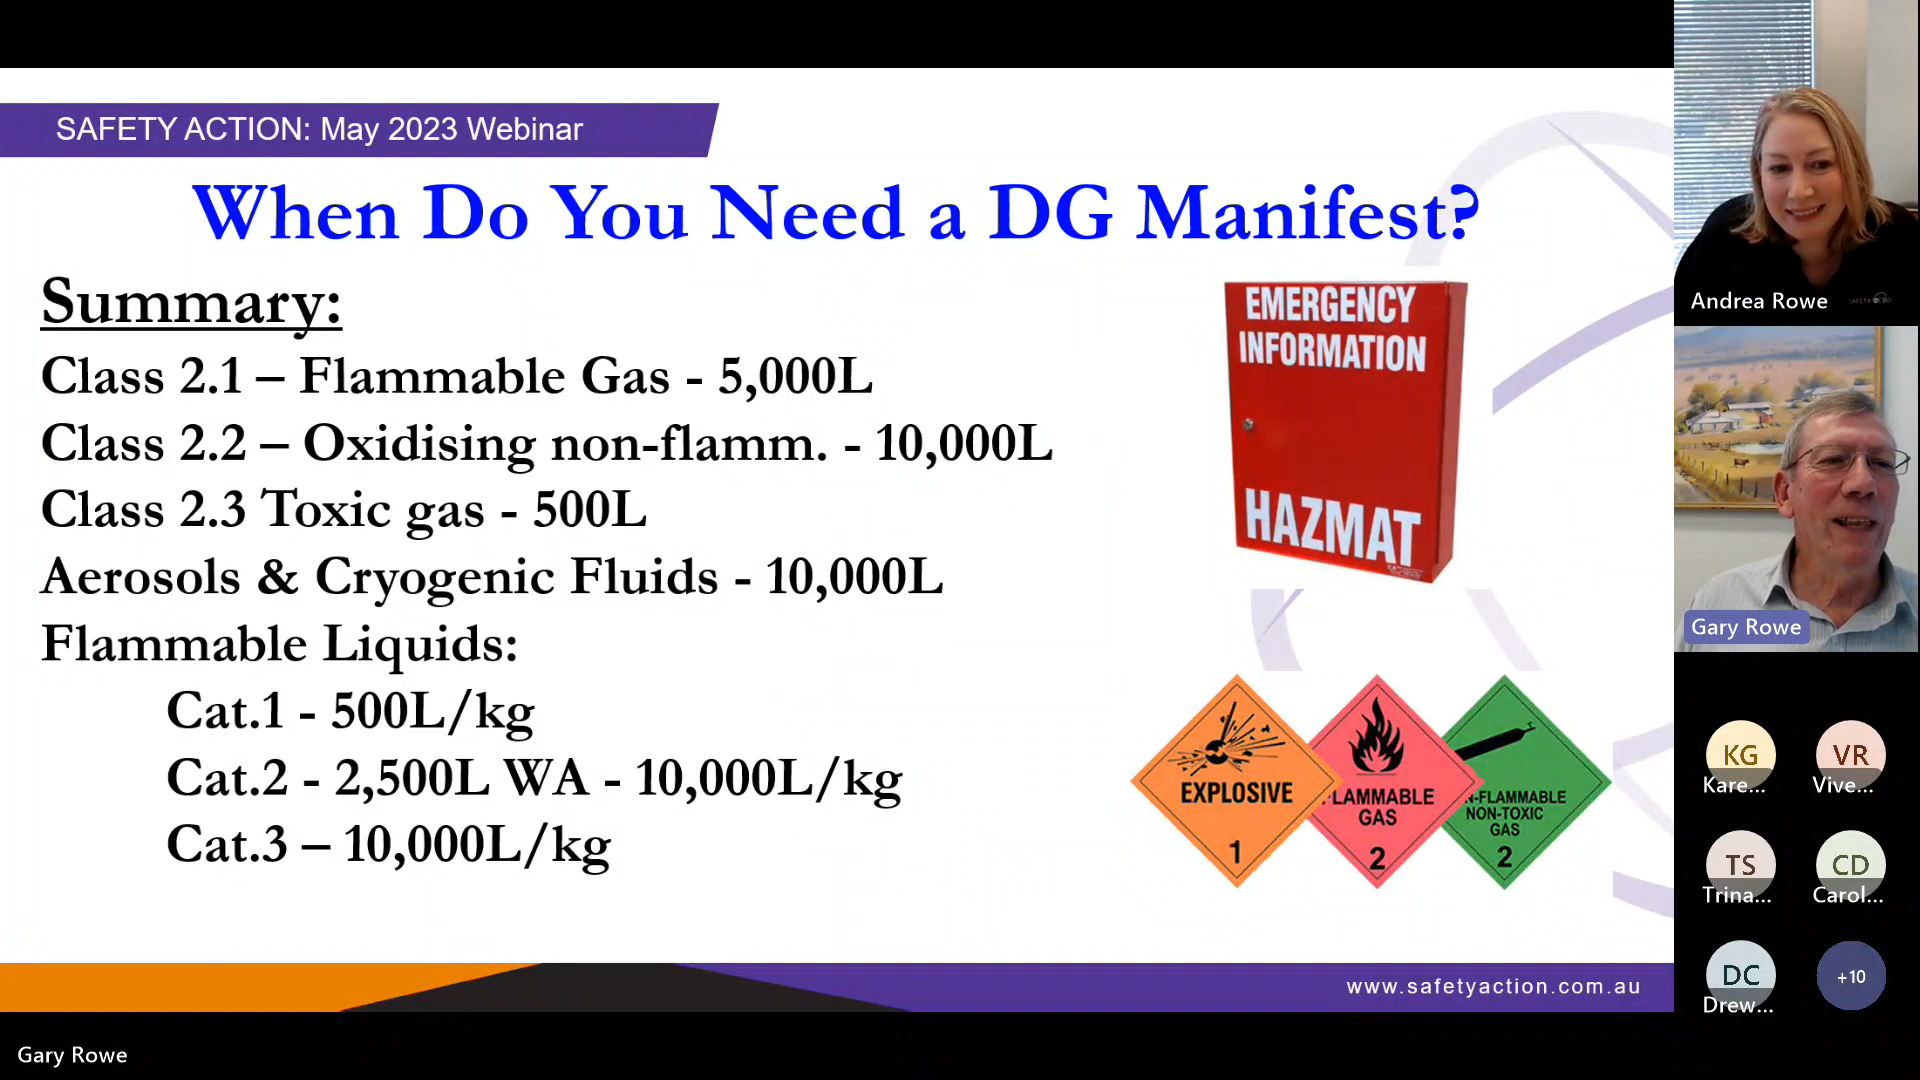 SAFETY ACTION: May 2023 Webinar
When Do You Need a DG Manifest?
Summary:
Class 2.1 – Flammable Gas - 5,000L
Class 2.2 – Oxidising non-flamm. - 10,000L
Class 2.3 Toxic gas - 500L
Aerosols & Cryogenic Fluids - 10,000L
Flammable Liquids:
Cat.1 - 500L/kg
Cat.2 - 2,500L WA - 10,000L/kg
Cat.3 – 10,000L/kg
EMERGENCY
INFORMATION
HAZMAT
EXPLOSIVE
1
LAMMABLE
GAS
2
N-FLAMMABLE
NON-TOXIC
GAS
2
www.safetyaction.com.au
Gary Rowe
Andrea Rowe
Gary Rowe
KG
Kare...
VR
Vive...
TS
Trina...
CD
Carol...
DC
Drew...
+10